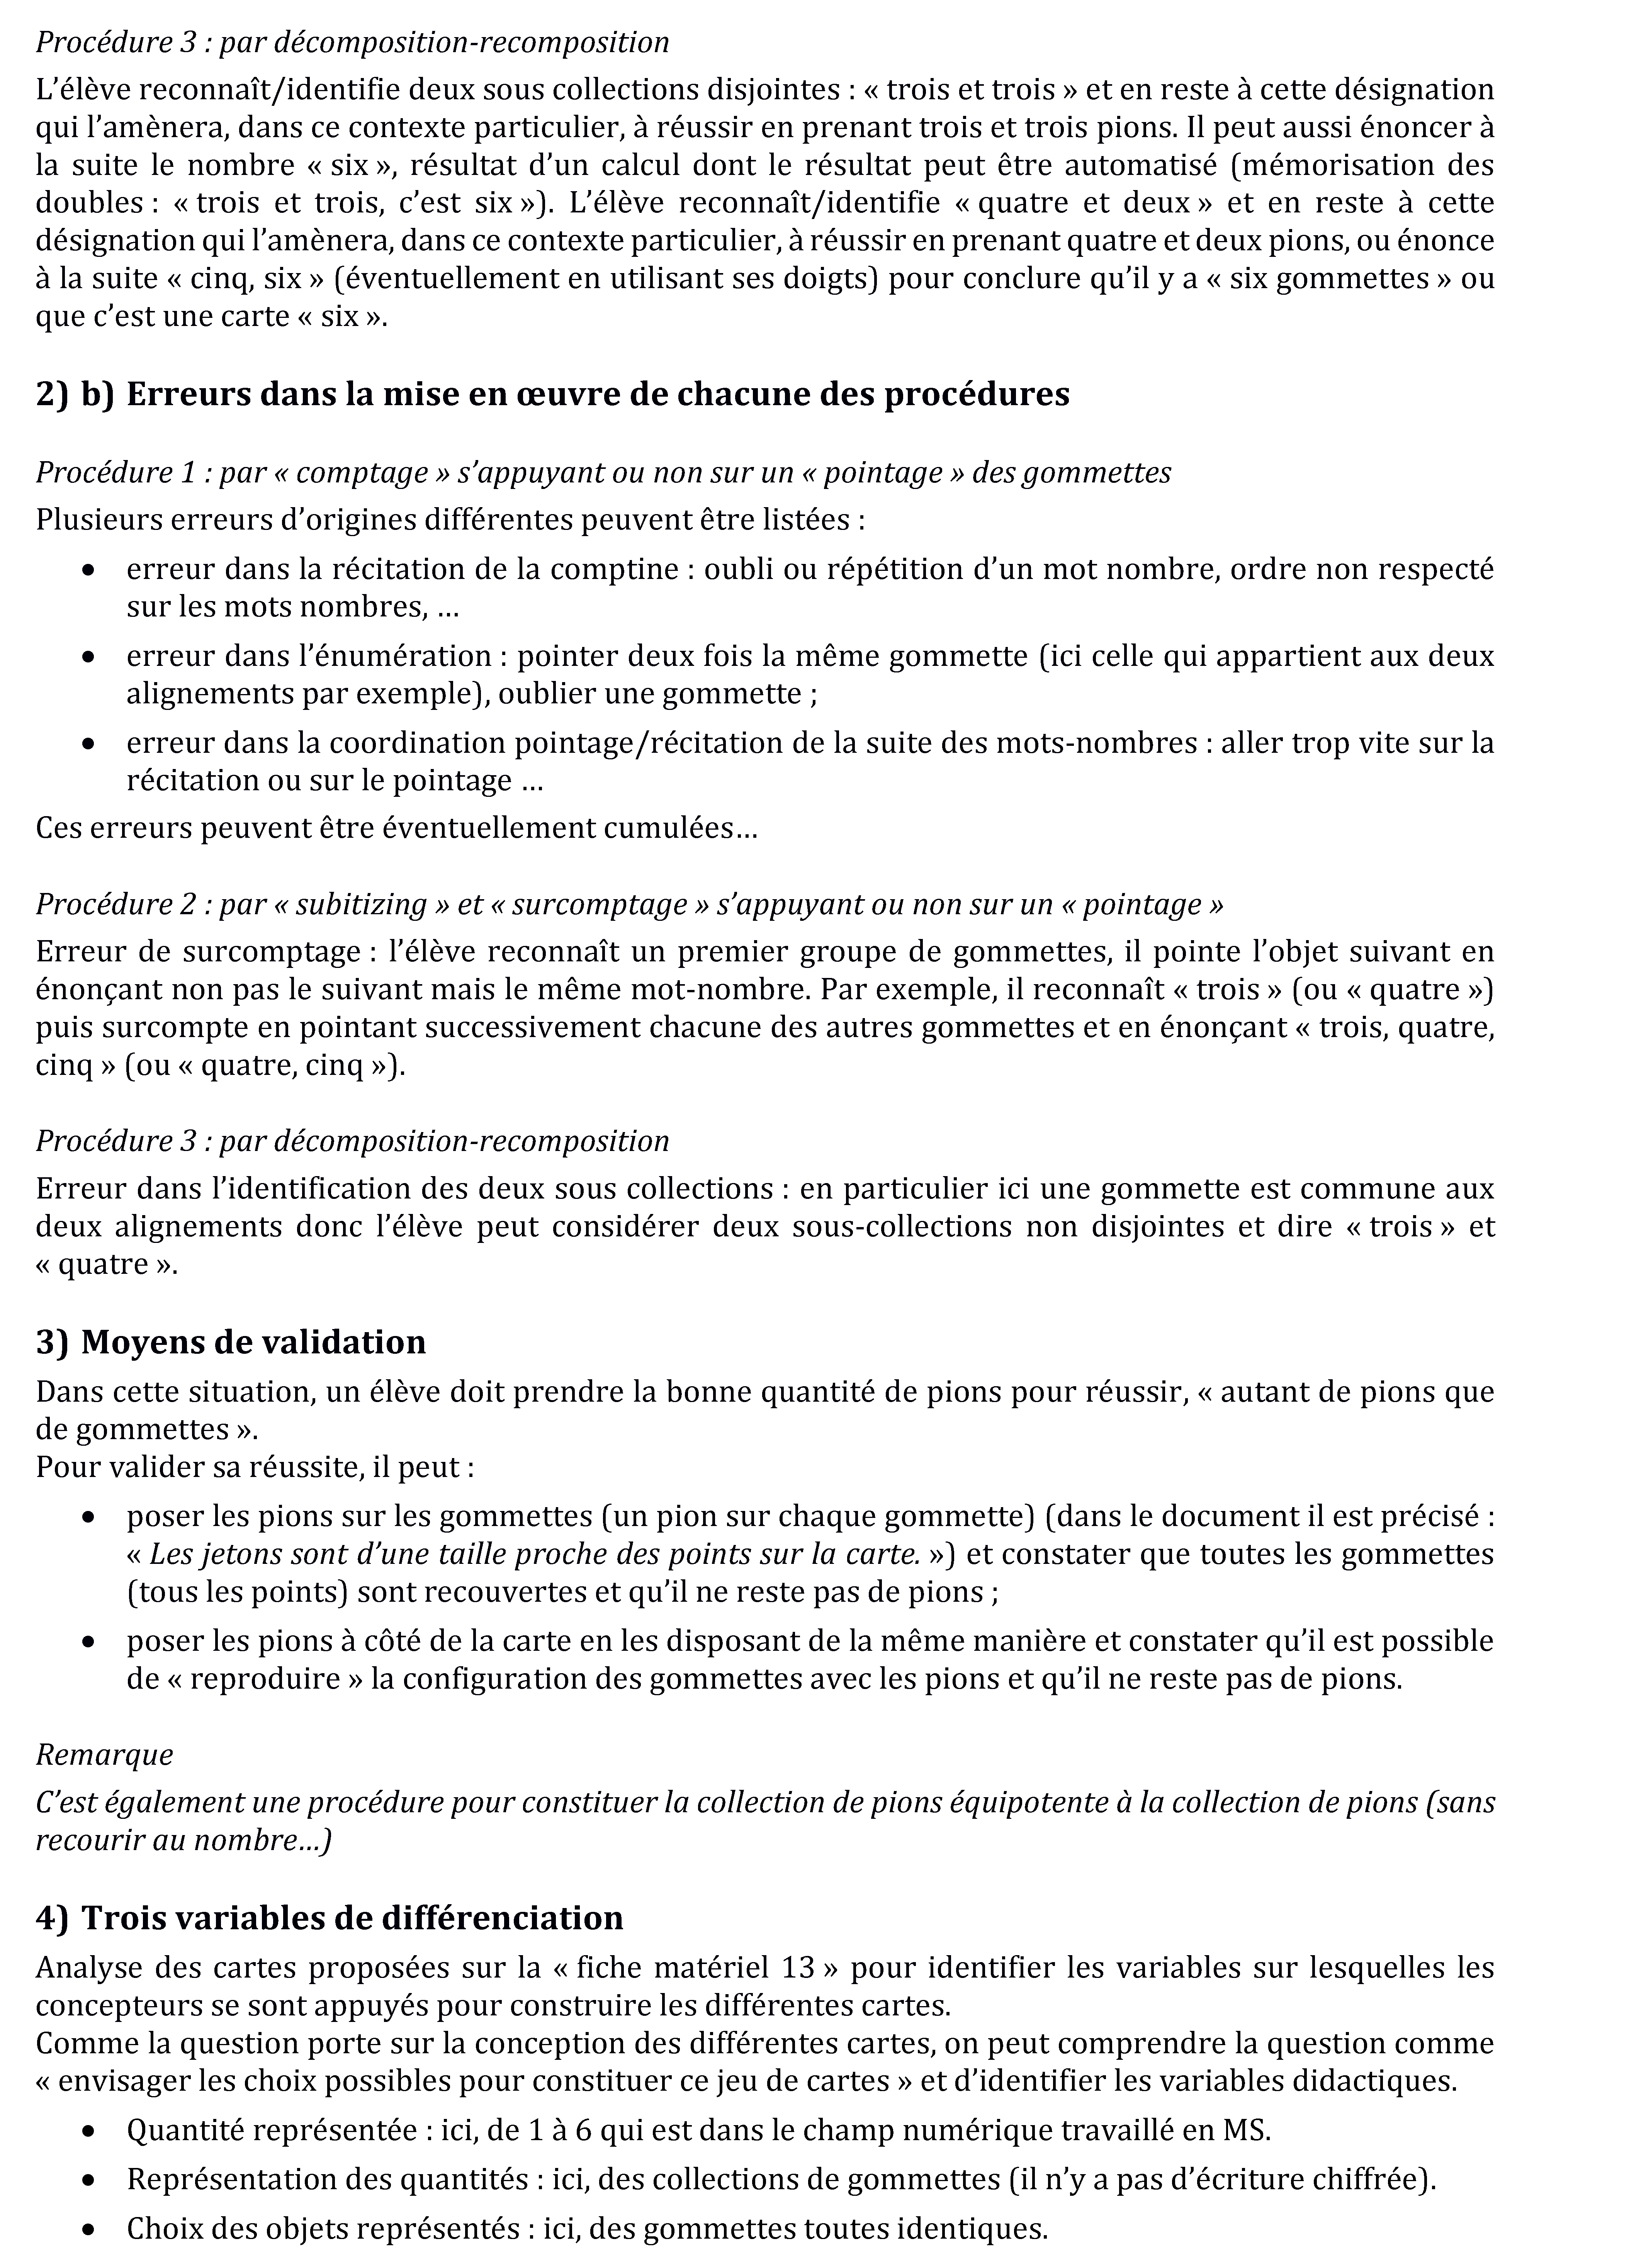 Procédure 3 : par décomposition-recomposition
L’élève reconnaît/identifie deux sous collections disjointes : « trois et trois » et en reste à cette désignation
qui l’amènera, dans ce contexte particulier, à réussir en prenant trois et trois pions. Il peut aussi énoncer à
la suite le nombre « six », résultat d’un calcul dont le résultat peut être automatisé (mémorisation des
doubles : « trois et trois, c’est six »). L’élève reconnaît/identifie « quatre et deux » et en reste à cette
désignation qui l’amènera, dans ce contexte particulier, à réussir en prenant quatre et deux pions, ou énonce
à la suite « cinq, six » (éventuellement en utilisant ses doigts) pour conclure qu’il y a « six gommettes » ou
que c’est une carte « six ».
2) b) Erreurs dans la mise en œuvre de chacune des procédures
Procédure 1 : par « comptage » s’appuyant ou non sur un « pointage » des gommettes
Plusieurs erreurs d’origines différentes peuvent être listées :
• erreur dans la récitation de la comptine : oubli ou répétition d’un mot nombre, ordre non respecté
sur les mots nombres, …
• erreur dans l’énumération : pointer deux fois la même gommette (ici celle qui appartient aux deux
alignements par exemple), oublier une gommette ;
• erreur dans la coordination pointage/récitation de la suite des mots-nombres : aller trop vite sur la
récitation ou sur le pointage …
Ces erreurs peuvent être éventuellement cumulées…
Procédure 2 : par « subitizing » et « surcomptage » s’appuyant ou non sur un « pointage »
Erreur de surcomptage : l’élève reconnaît un premier groupe de gommettes, il pointe l’objet suivant en
énonçant non pas le suivant mais le même mot-nombre. Par exemple, il reconnaît « trois » (ou « quatre »)
puis surcompte en pointant successivement chacune des autres gommettes et en énonçant « trois, quatre,
cinq » (ou « quatre, cinq »).
Procédure 3 : par décomposition-recomposition
Erreur dans l’identification des deux sous collections : en particulier ici une gommette est commune aux
deux alignements donc l’élève peut considérer deux sous-collections non disjointes et dire « trois » et
« quatre ».
3) Moyens de validation
Dans cette situation, un élève doit prendre la bonne quantité de pions pour réussir, « autant de pions que
de gommettes ».
Pour valider sa réussite, il peut :
• poser les pions sur les gommettes (un pion sur chaque gommette) (dans le document il est précisé :
« Les jetons sont d’une taille proche des points sur la carte. ») et constater que toutes les gommettes
(tous les points) sont recouvertes et qu’il ne reste pas de pions ;
• poser les pions à côté de la carte en les disposant de la même manière et constater qu’il est possible
de « reproduire » la configuration des gommettes avec les pions et qu’il ne reste pas de pions.
Remarque
C’est également une procédure pour constituer la collection de pions équipotente à la collection de pions (sans
recourir au nombre…)
4) Trois variables de différenciation
Analyse des cartes proposées sur la « fiche matériel 13 » pour identifier les variables sur lesquelles les
concepteurs se sont appuyés pour construire les différentes cartes.
Comme la question porte sur la conception des différentes cartes, on peut comprendre la question comme
« envisager les choix possibles pour constituer ce jeu de cartes » et d’identifier les variables didactiques.
• Quantité représentée : ici, de 1 à 6 qui est dans le champ numérique travaillé en MS.
• Représentation des quantités : ici, des collections de gommettes (il n’y a pas d’écriture chiffrée).
• Choix des objets représentés : ici, des gommettes toutes identiques.